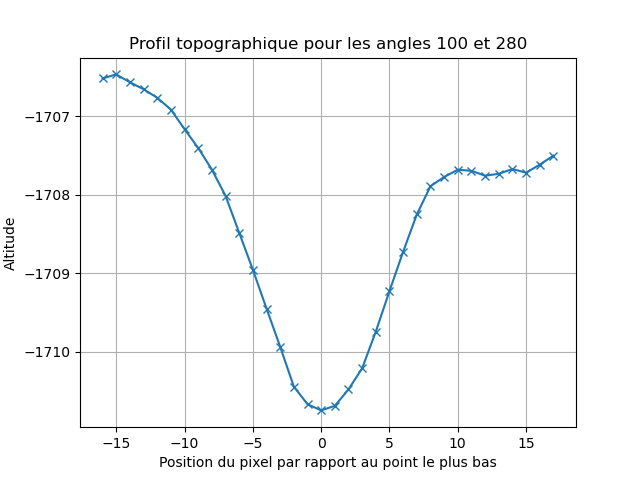 Profil topographique pour les angles 100 et 280
−1707
−1708
−1709
−1710
Altitude
−15 −10 −5 0 5 10 15
Position du pixel par rapport au point le plus bas